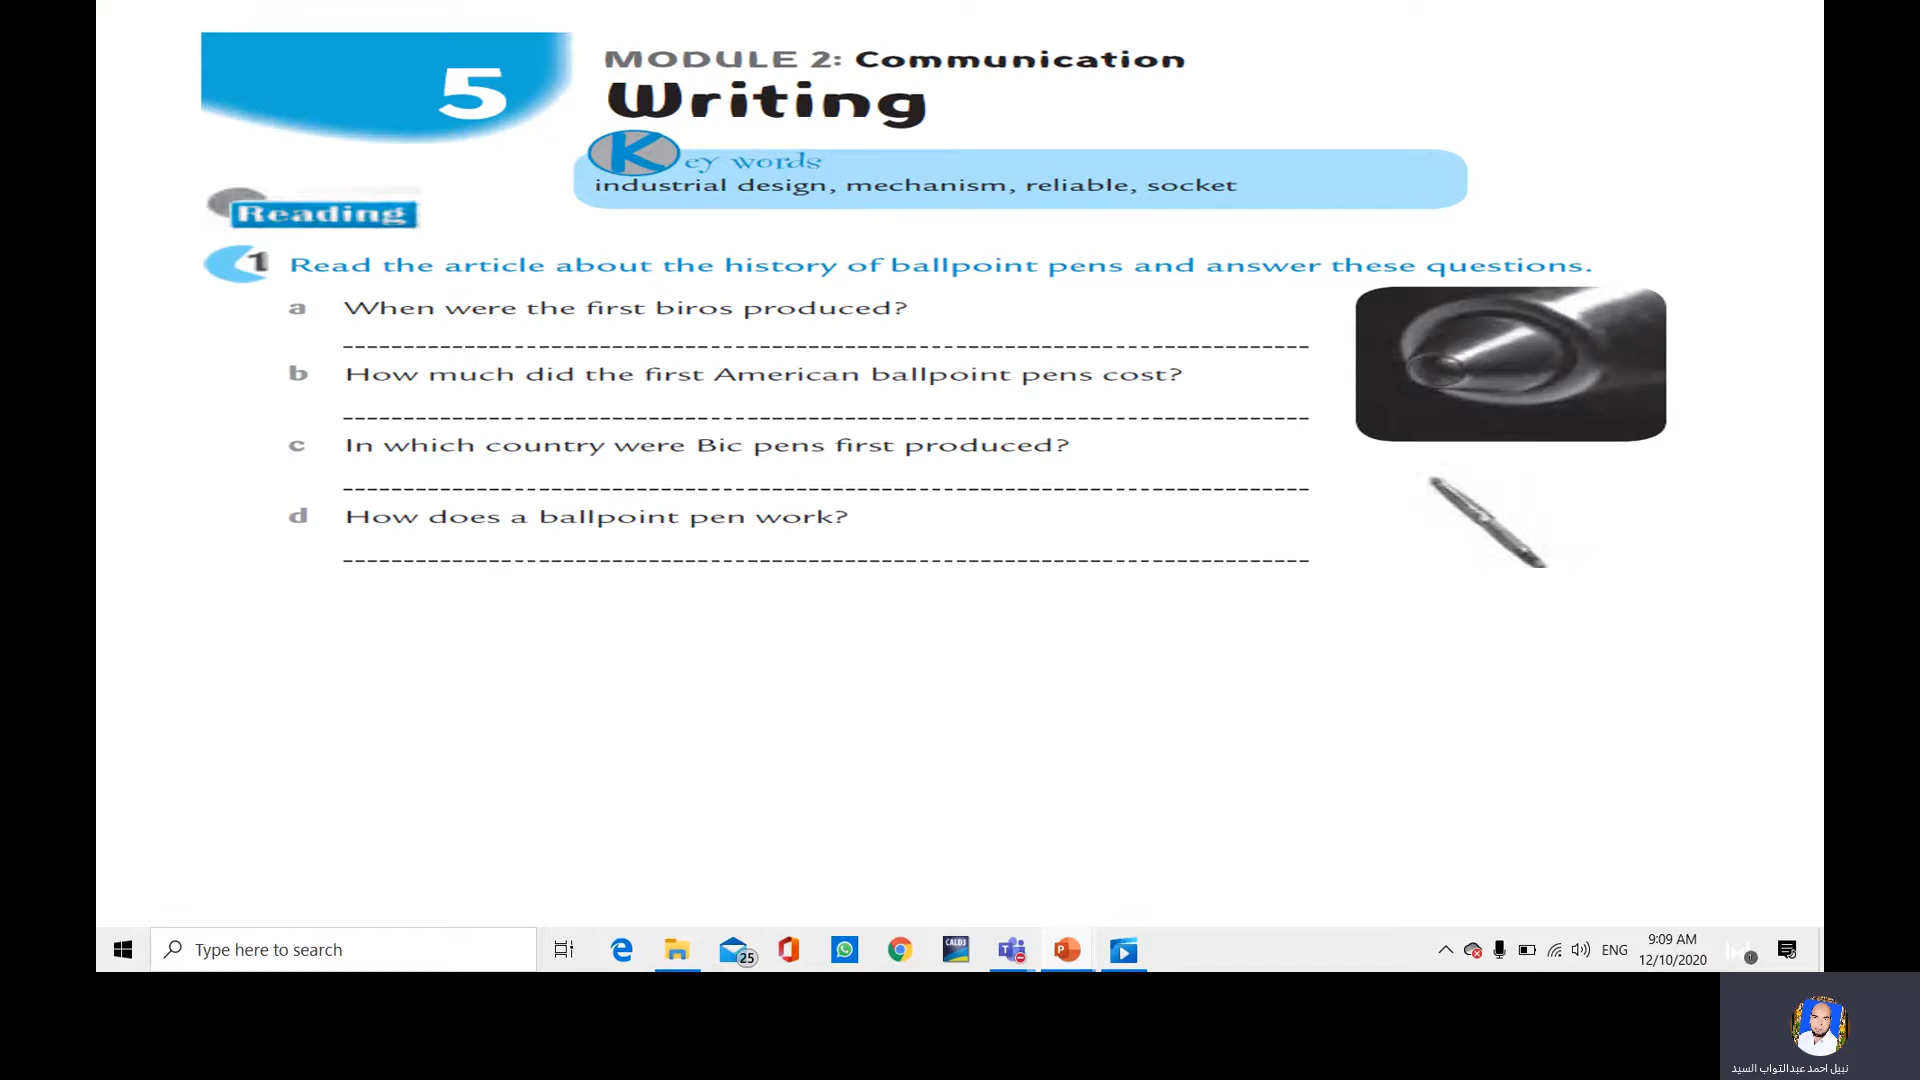 5
MODULE 2: Communication
Writing
Key words
industrial design, mechanism, reliable, socket
Reading
1 Read the article about the history of ballpoint pens and answer these questions.
a When were the first biros produced?
b How much did the first American ballpoint pens cost?
c In which country were Bic pens first produced?
d How does a ballpoint pen work?
Type here to search
25
CALD3
ENG
9:09 AM
12/10/2020
نبيل احمد عبدالتواب السيد